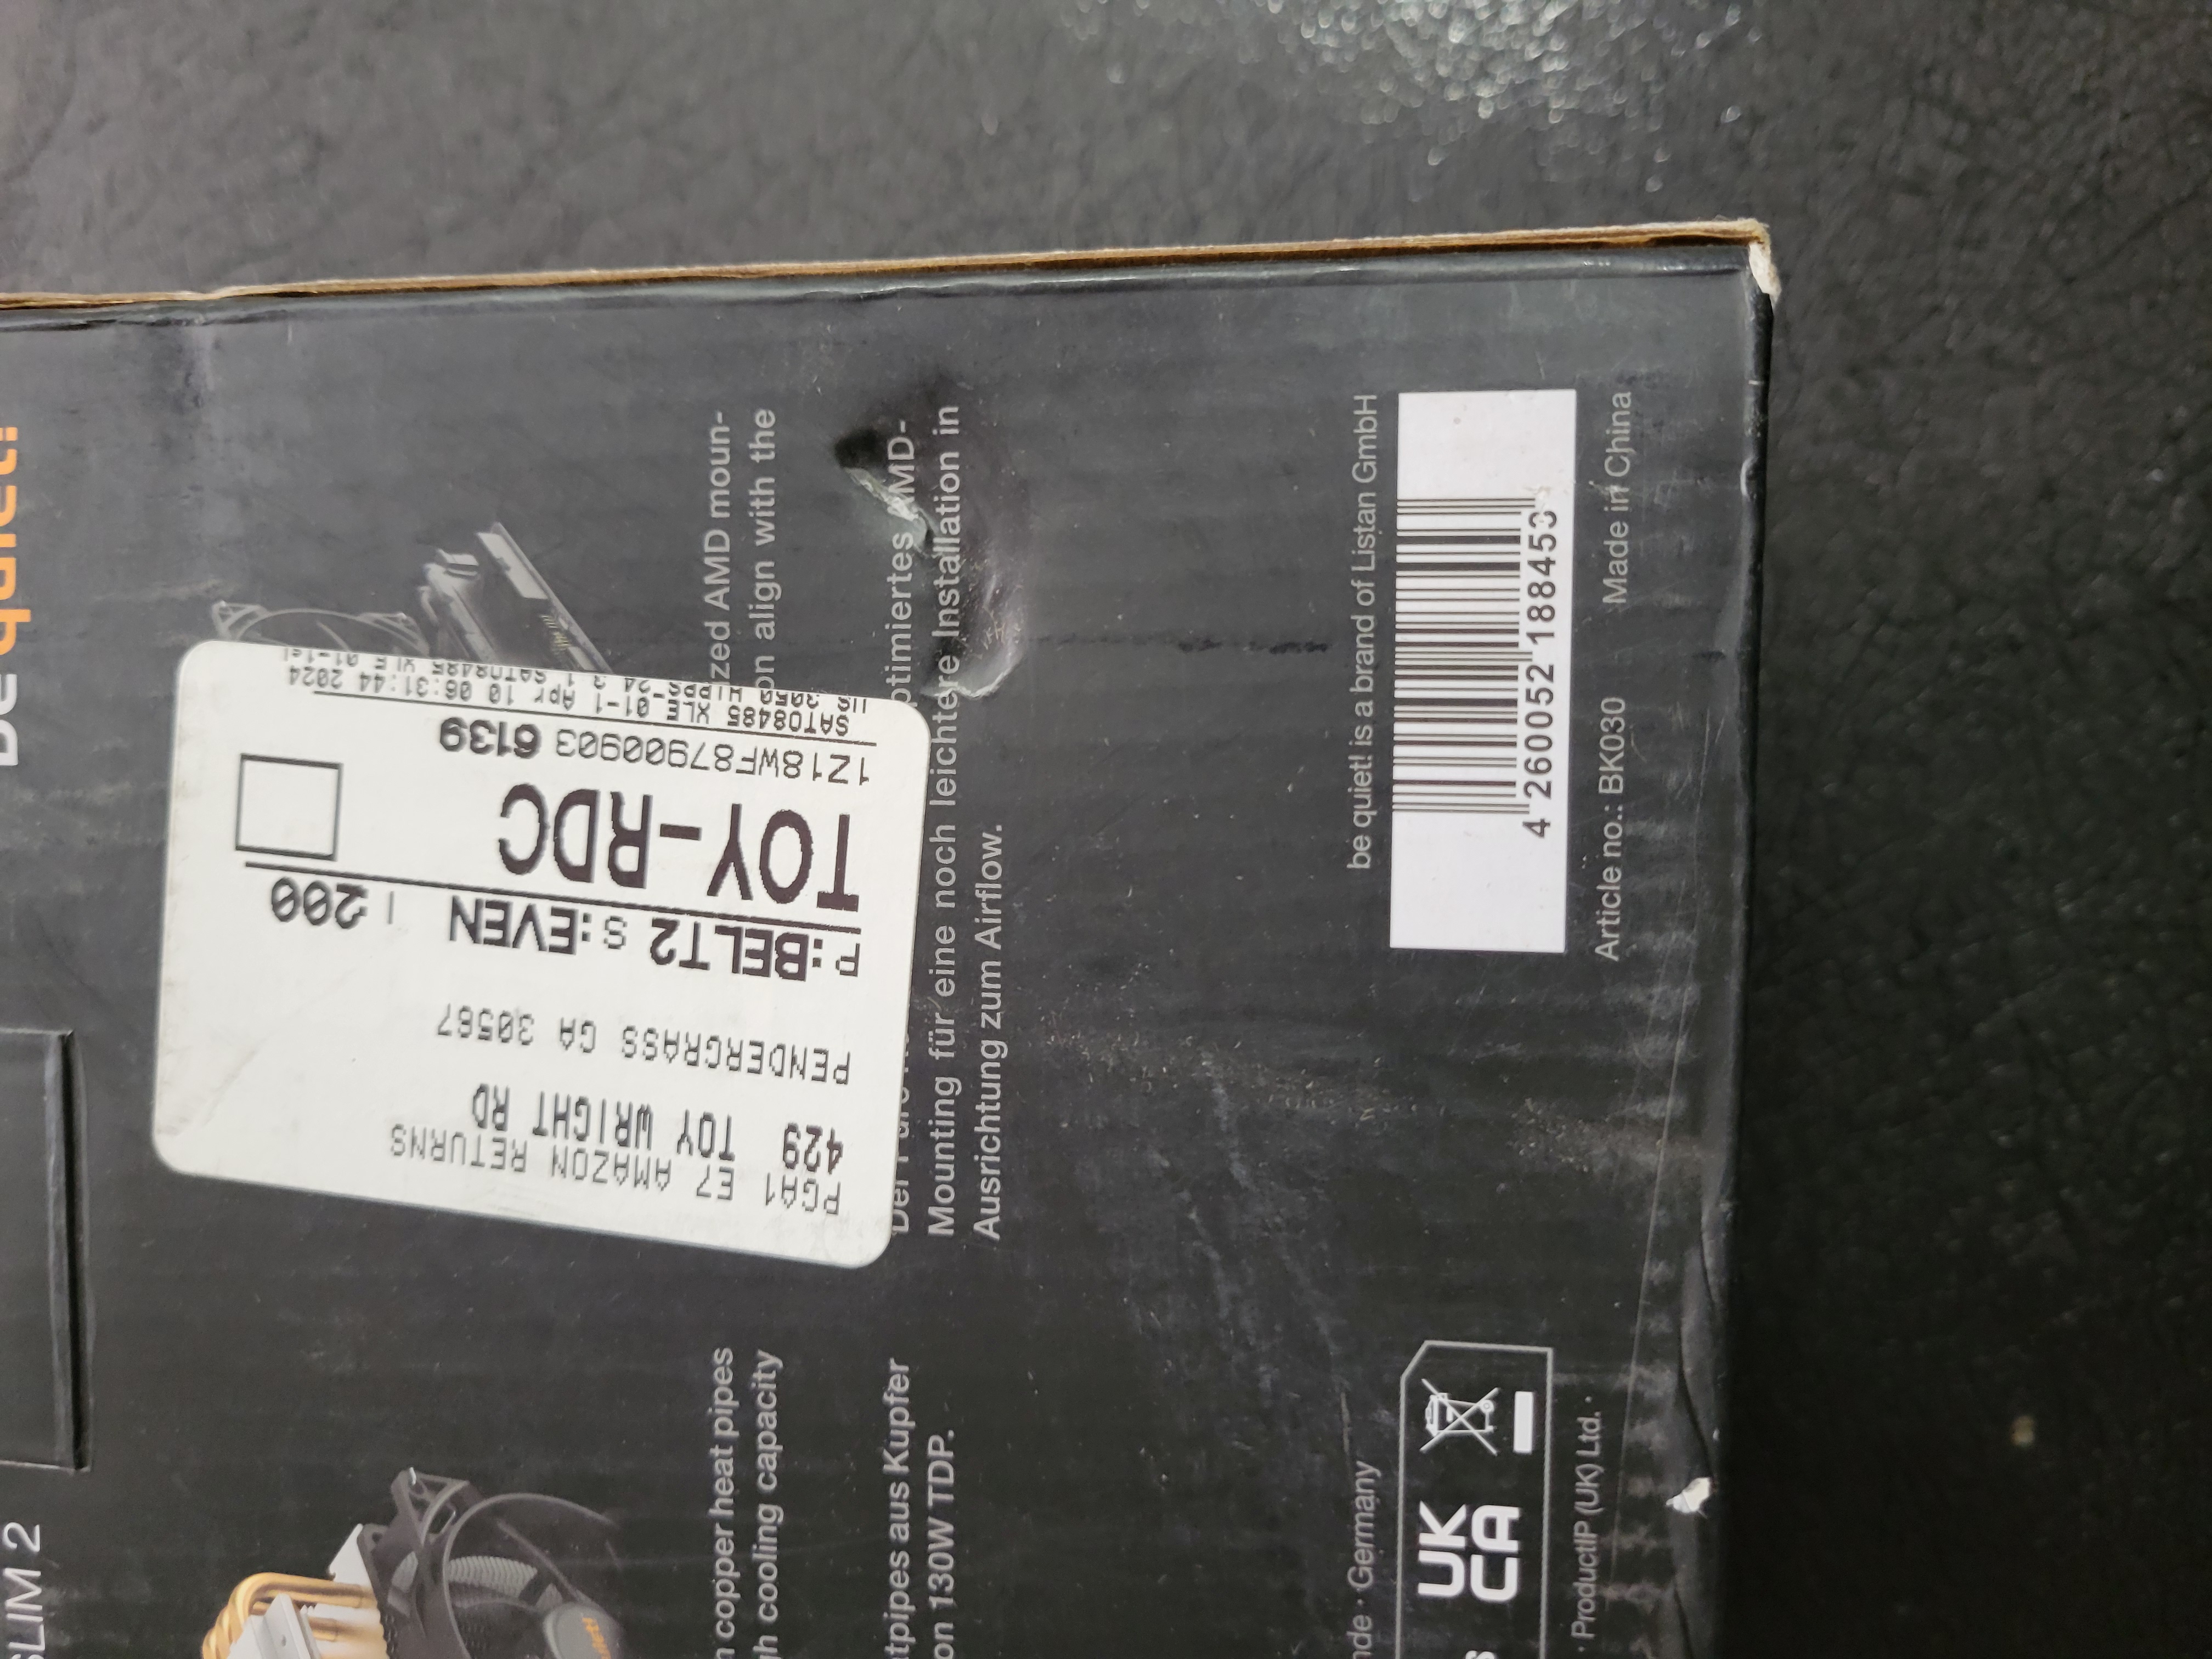 be quiet!
SLIM 2
zed AMD moun-
on align with the
optimiertes MD-
Mounting für eine noch leichtere Installation in
Ausrichtung zum Airflow.
copper heat pipes
gh cooling capacity
atpipes aus Kupfer
on 130W TDP.
be quiet! is a brand of Listan GmbH
4 260052 188453
Article no.: BK030 Made in China
nde · Germany
UK
CA
· ProductIP (UK) Ltd. ·
PGA1 E7 AMAZON RETURNS
429 TOY WRIGHT RD
PENDERGRASS GA 30567
P:BELT2 S:EVEN | 200
TOY-RDC
1Z18WF87900903 6139
SAT08485 XLE 01-1 Apr 10 06:31:44 2024